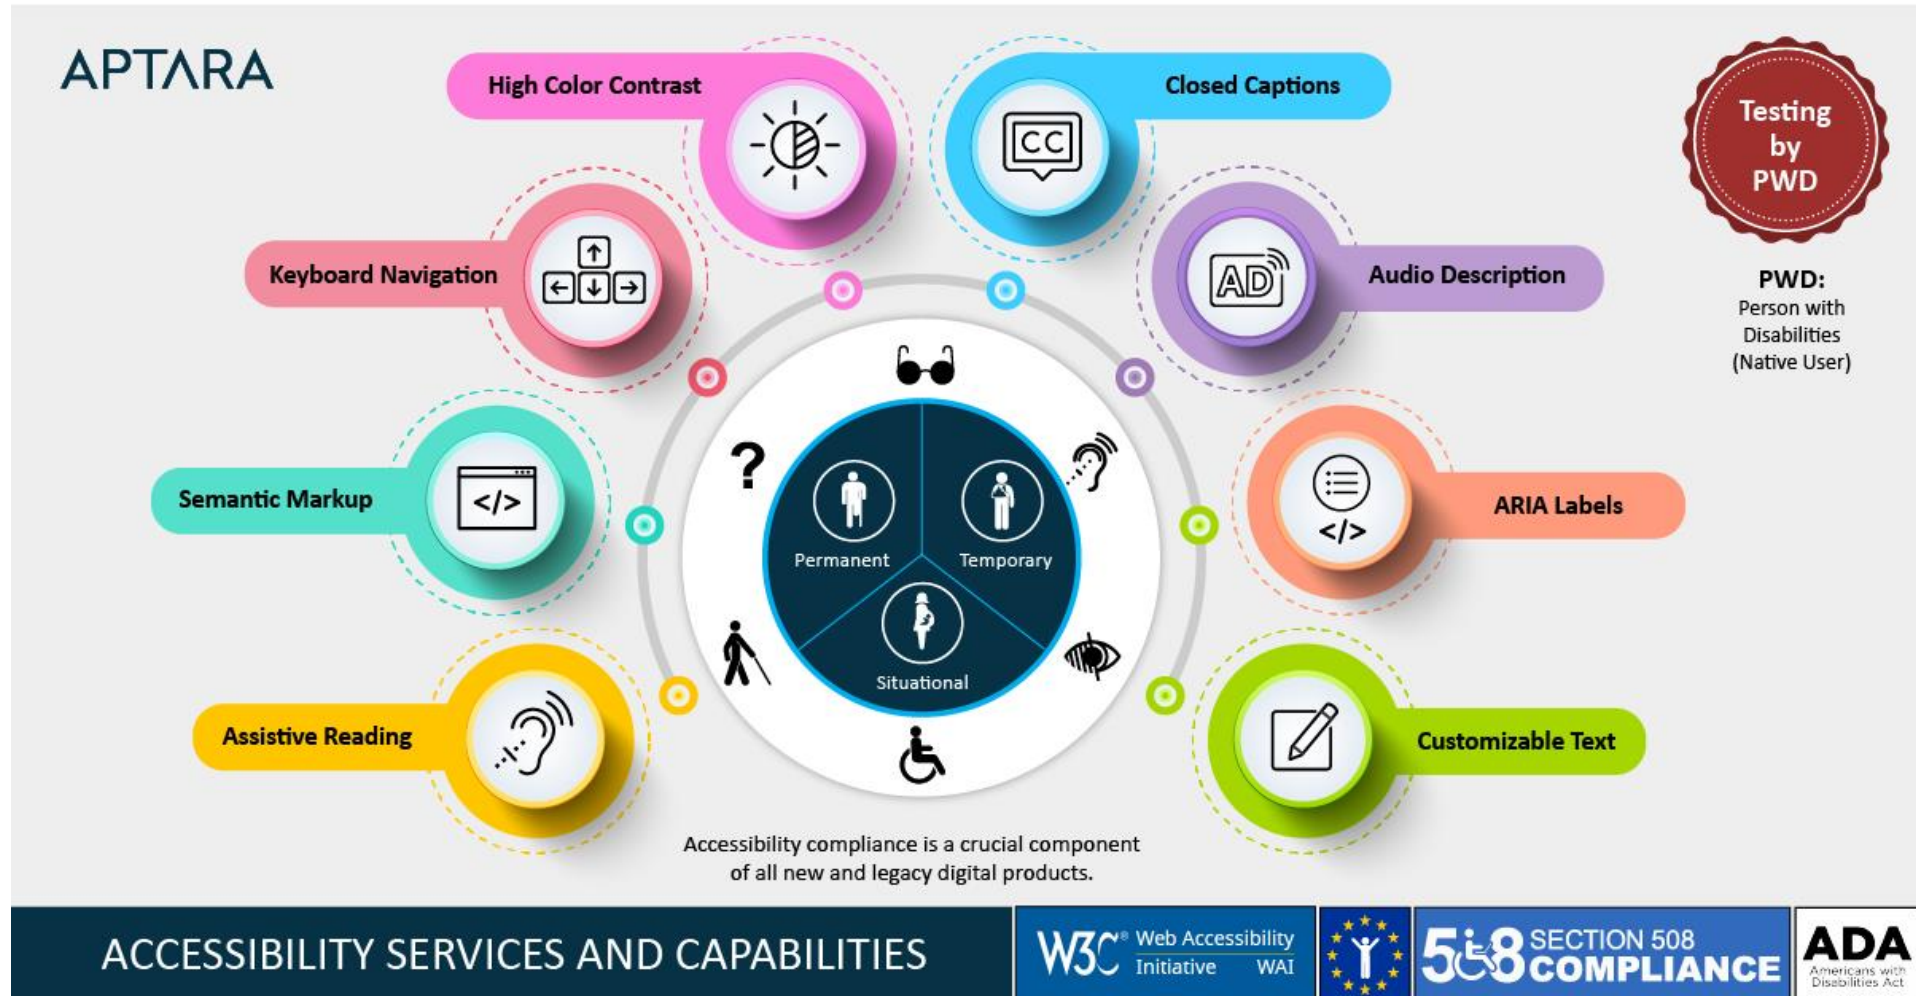 APTARA
High Color Contrast
Closed Captions
CC
Testing
by
PWD
Keyboard Navigation
AD
Audio Description
PWD:
Person with
Disabilities
(Native User)
Semantic Markup
</>
?
Permanent
Temporary
Situational
</>
ARIA Labels
Assistive Reading
Customizable Text
Accessibility compliance is a crucial component
of all new and legacy digital products.
ACCESSIBILITY SERVICES AND CAPABILITIES
W3C® Web Accessibility
Initiative WAI
508 SECTION 508
COMPLIANCE
ADA
Americans with
Disabilities Act